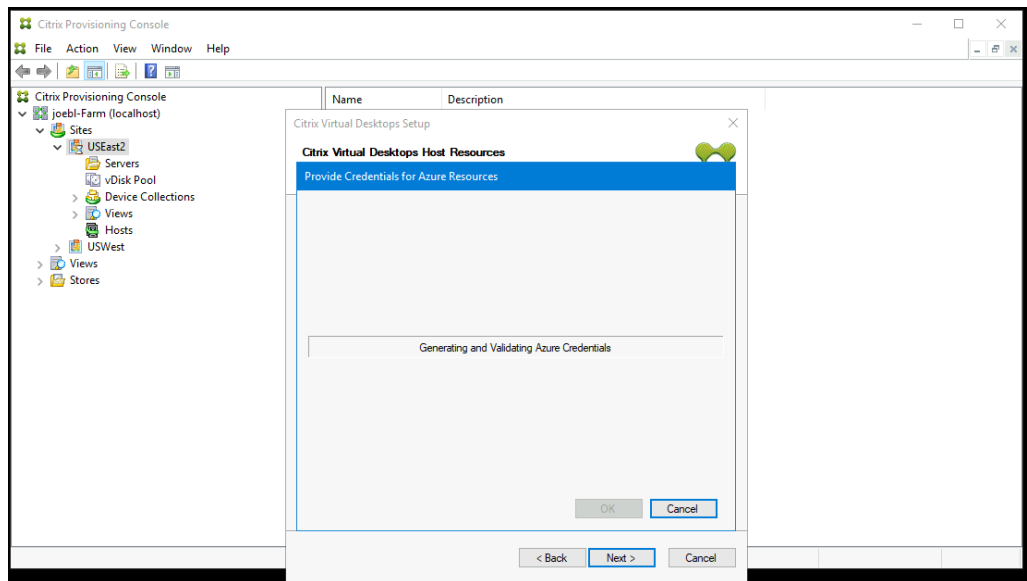 Citrix Provisioning Console
File Action View Window Help
Citrix Provisioning Console
joebl-Farm (localhost)
Sites
USEast2
Servers
vDisk Pool
Device Collections
Views
Hosts
USWest
Views
Stores
Name Description
Citrix Virtual Desktops Setup
Citrix Virtual Desktops Host Resources
Provide Credentials for Azure Resources
Generating and Validating Azure Credentials
OK Cancel
< Back Next > Cancel